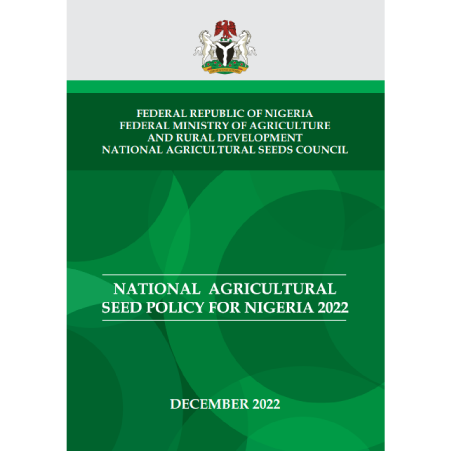 FEDERAL REPUBLIC OF NIGERIA
FEDERAL MINISTRY OF AGRICULTURE
AND RURAL DEVELOPMENT
NATIONAL AGRICULTURAL SEEDS COUNCIL
NATIONAL AGRICULTURAL
SEED POLICY FOR NIGERIA 2022
DECEMBER 2022